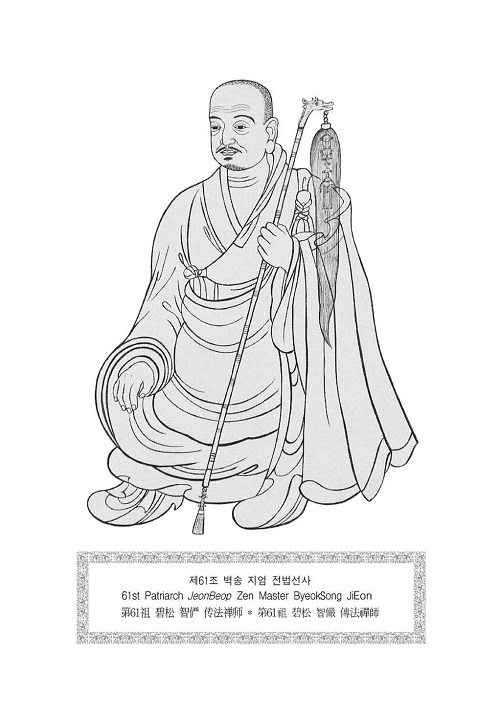 제61조 벽송 지엄 전법선사
61st Patriarch JeonBeop Zen Master ByeokSong JiEon
第61祖 碧松 智俨 传法禅师 * 第61祖 碧松 智儼 傳法禪師